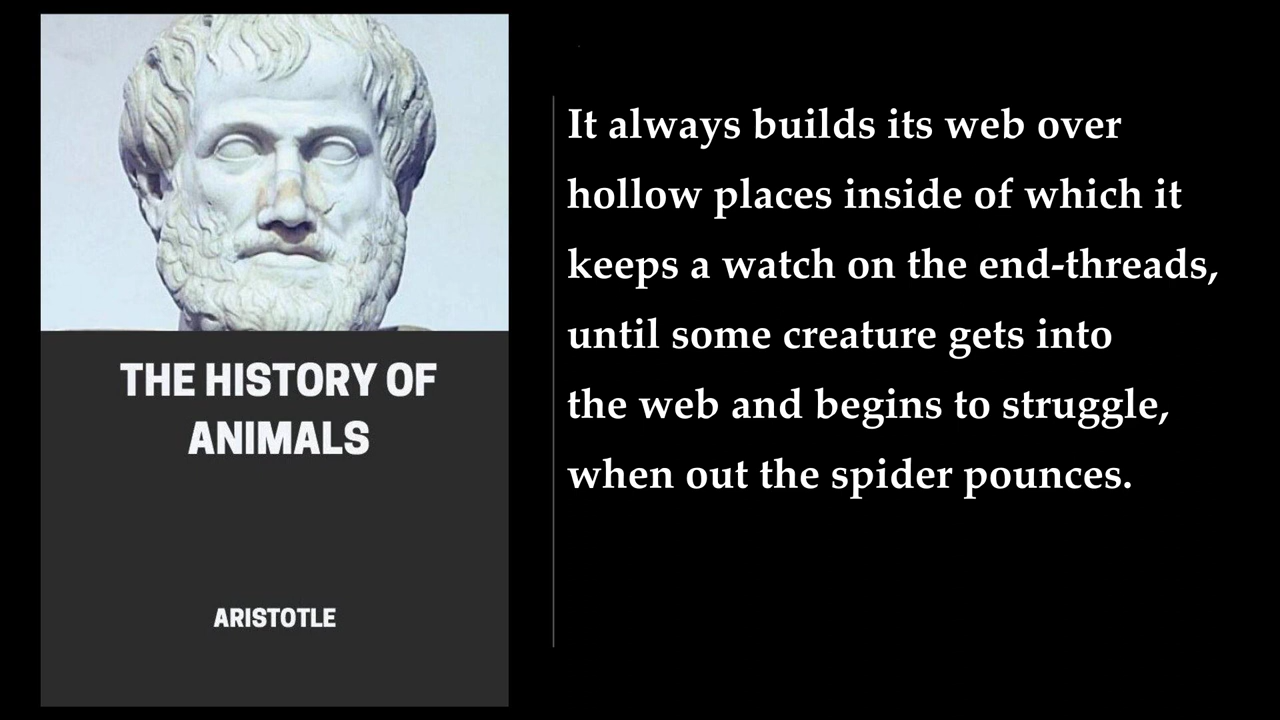 THE HISTORY OF
ANIMALS
ARISTOTLE
It always builds its web over
hollow places inside of which it
keeps a watch on the end-threads,
until some creature gets into
the web and begins to struggle,
when out the spider pounces.